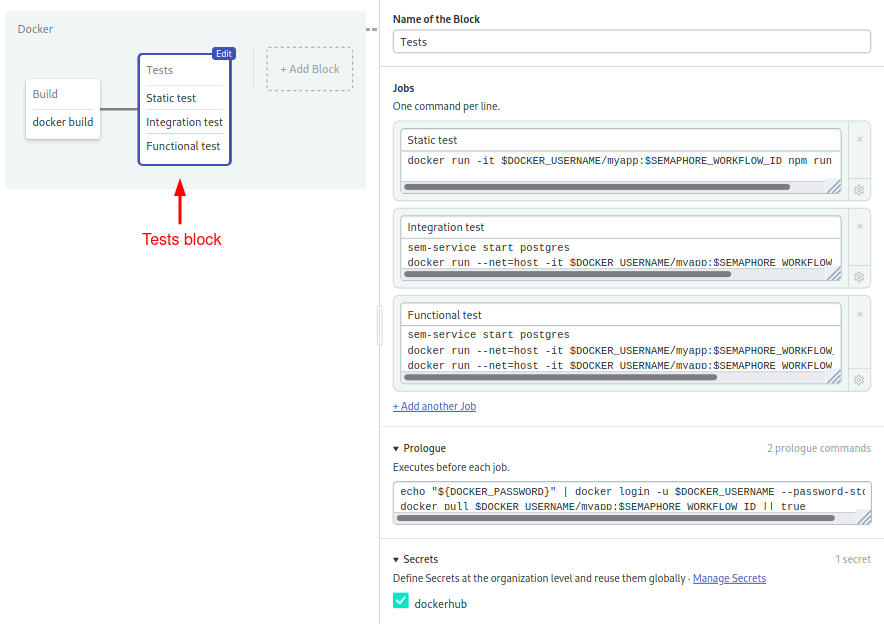 Docker
Edit
Build
docker build
Tests
Static test
Integration test
Functional test
+ Add Block
Tests block
Name of the Block
Tests
Jobs
One command per line.
Static test
docker run -it $DOCKER_USERNAME/myapp:$SEMAPHORE_WORKFLOW_ID npm run
Integration test
sem-service start postgres
docker run --net=host -it $DOCKER_USERNAME/myapp:$SEMAPHORE_WORKFLOW_
Functional test
sem-service start postgres
docker run --net=host -it $DOCKER_USERNAME/myapp:$SEMAPHORE_WORKFLOW_
docker run --net=host -it $DOCKER_USERNAME/myapp:$SEMAPHORE_WORKFLOW_
+ Add another Job
▾ Prologue 2 prologue commands
Executes before each job.
echo "${DOCKER_PASSWORD}" | docker login -u $DOCKER_USERNAME --password-std
docker pull $DOCKER_USERNAME/myapp:$SEMAPHORE_WORKFLOW_ID || true
▾ Secrets 1 secret
Define Secrets at the organization level and reuse them globally · Manage Secrets
dockerhub